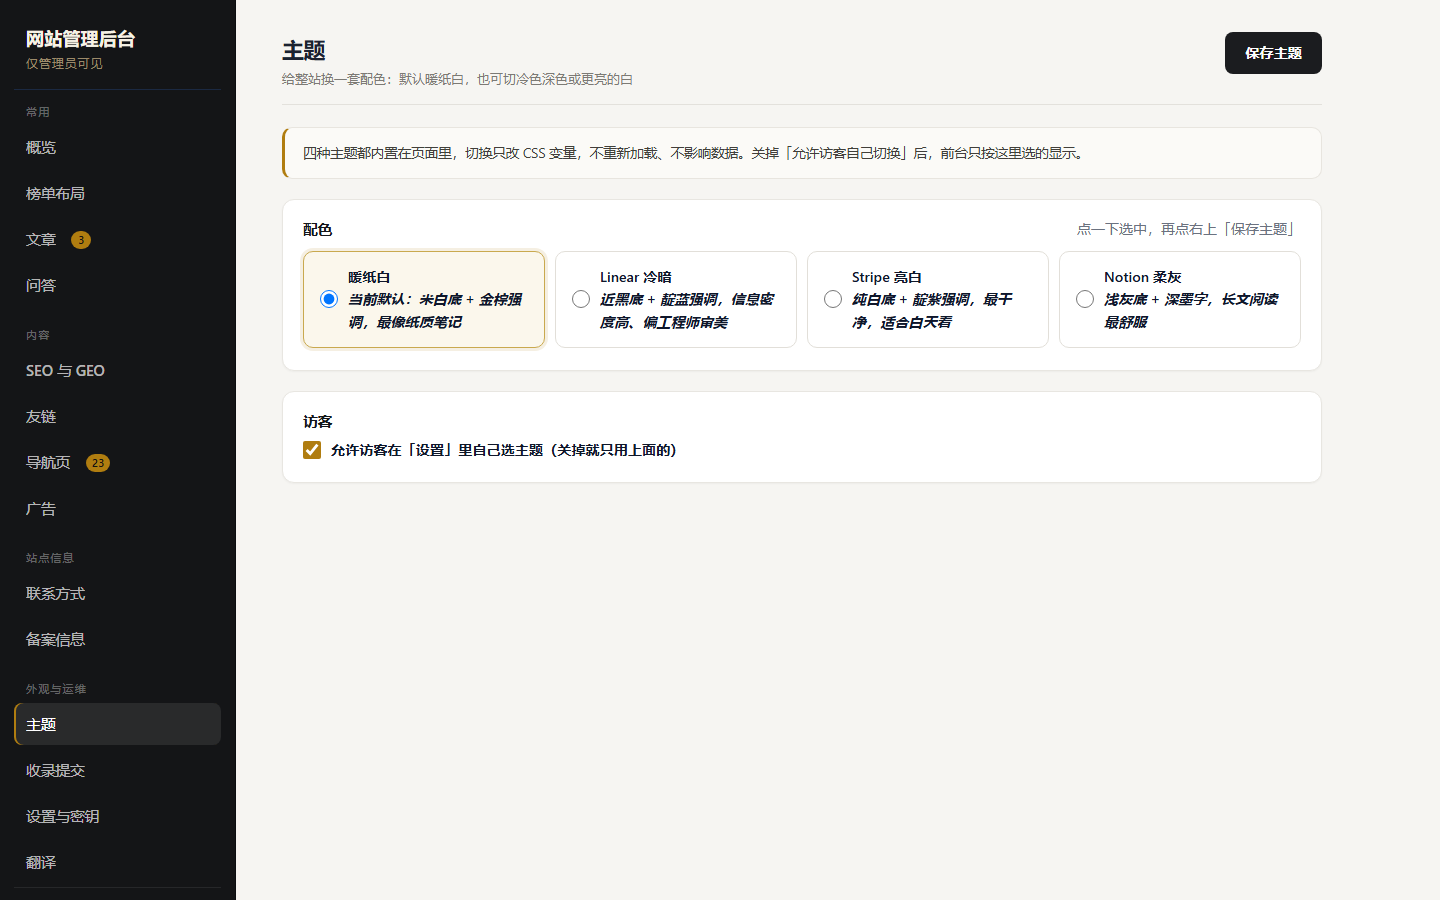 网站管理后台
仅管理员可见
常用
概览
榜单布局
文章 3
问答
内容
SEO 与 GEO
友链
导航页 23
广告
站点信息
联系方式
备案信息
外观与运维
主题
收录提交
设置与密钥
翻译
主题
给整站换一套配色：默认暖纸白，也可切冷色深色或更亮的白
保存主题
四种主题都内置在页面里，切换只改 CSS 变量，不重新加载、不影响数据。关掉「允许访客自己切换」后，前台只按这里选的显示。
配色
点一下选中，再点右上「保存主题」
暖纸白
当前默认：米白底 + 金棕强
调，最像纸质笔记
Linear 冷暗
近黑底 + 靛蓝强调，信息密
度高、偏工程师审美
Stripe 亮白
纯白底 + 靛紫强调，最干
净，适合白天看
Notion 柔灰
浅灰底 + 深墨字，长文阅读
最舒服
访客
允许访客在「设置」里自己选主题（关掉就只用上面的）